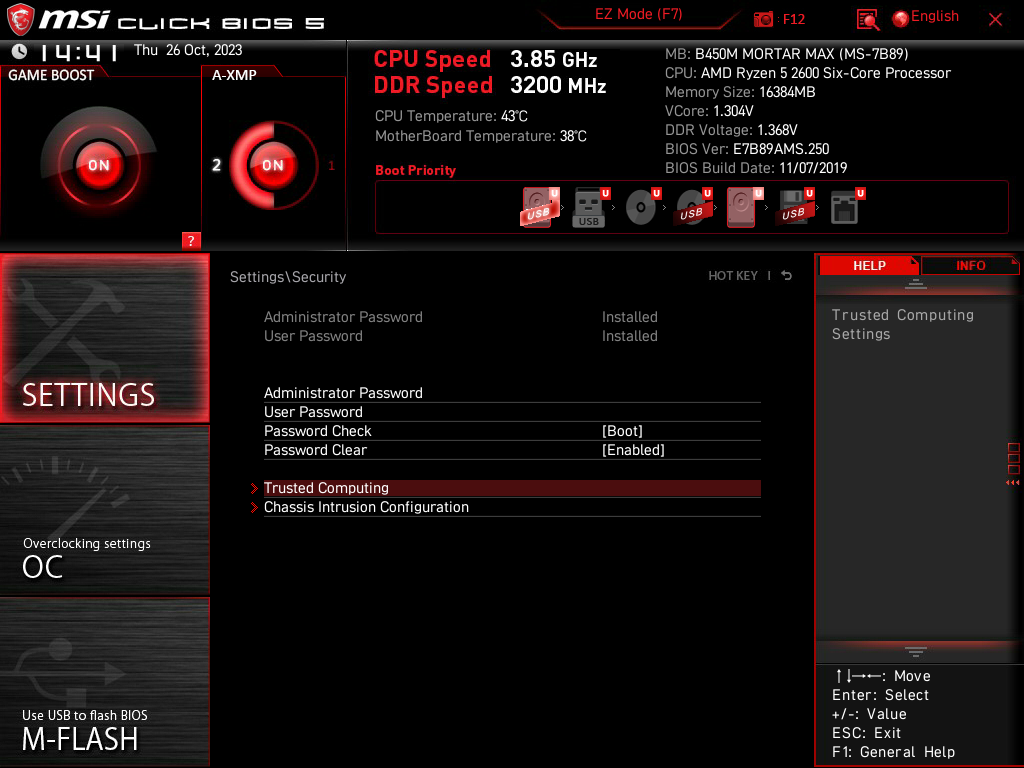 msi CLICK BIOS 5
EZ Mode (F7)
: F12
English
14:41 Thu 26 Oct, 2023
GAME BOOST
ON
?
A-XMP
2
ON
1
CPU Speed 3.85 GHz
DDR Speed 3200 MHz
CPU Temperature: 43°C
MotherBoard Temperature: 38°C
MB: B450M MORTAR MAX (MS-7B89)
CPU: AMD Ryzen 5 2600 Six-Core Processor
Memory Size: 16384MB
VCore: 1.304V
DDR Voltage: 1.368V
BIOS Ver: E7B89AMS.250
BIOS Build Date: 11/07/2019
Boot Priority
U U U U U U U
USB USB USB USB
SETTINGS
Overclocking settings
OC
Use USB to flash BIOS
M-FLASH
Settings\Security
HOT KEY |
Administrator Password Installed
User Password Installed
Administrator Password
User Password
Password Check [Boot]
Password Clear [Enabled]
> Trusted Computing
> Chassis Intrusion Configuration
HELP INFO
Trusted Computing
Settings
↑↓→←: Move
Enter: Select
+/-: Value
ESC: Exit
F1: General Help